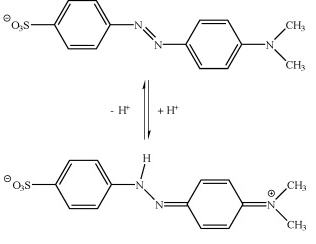 ⊖O₃S N N N CH₃ CH₃
- H⁺ + H⁺
H
⊖O₃S N N N⊕ CH₃ CH₃